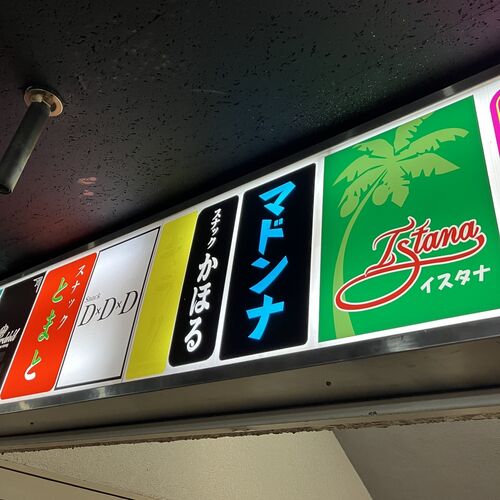 スナック
とまと
Snack
D×D×D
スナック
かほる
マドンナ
Istana
イスタナ